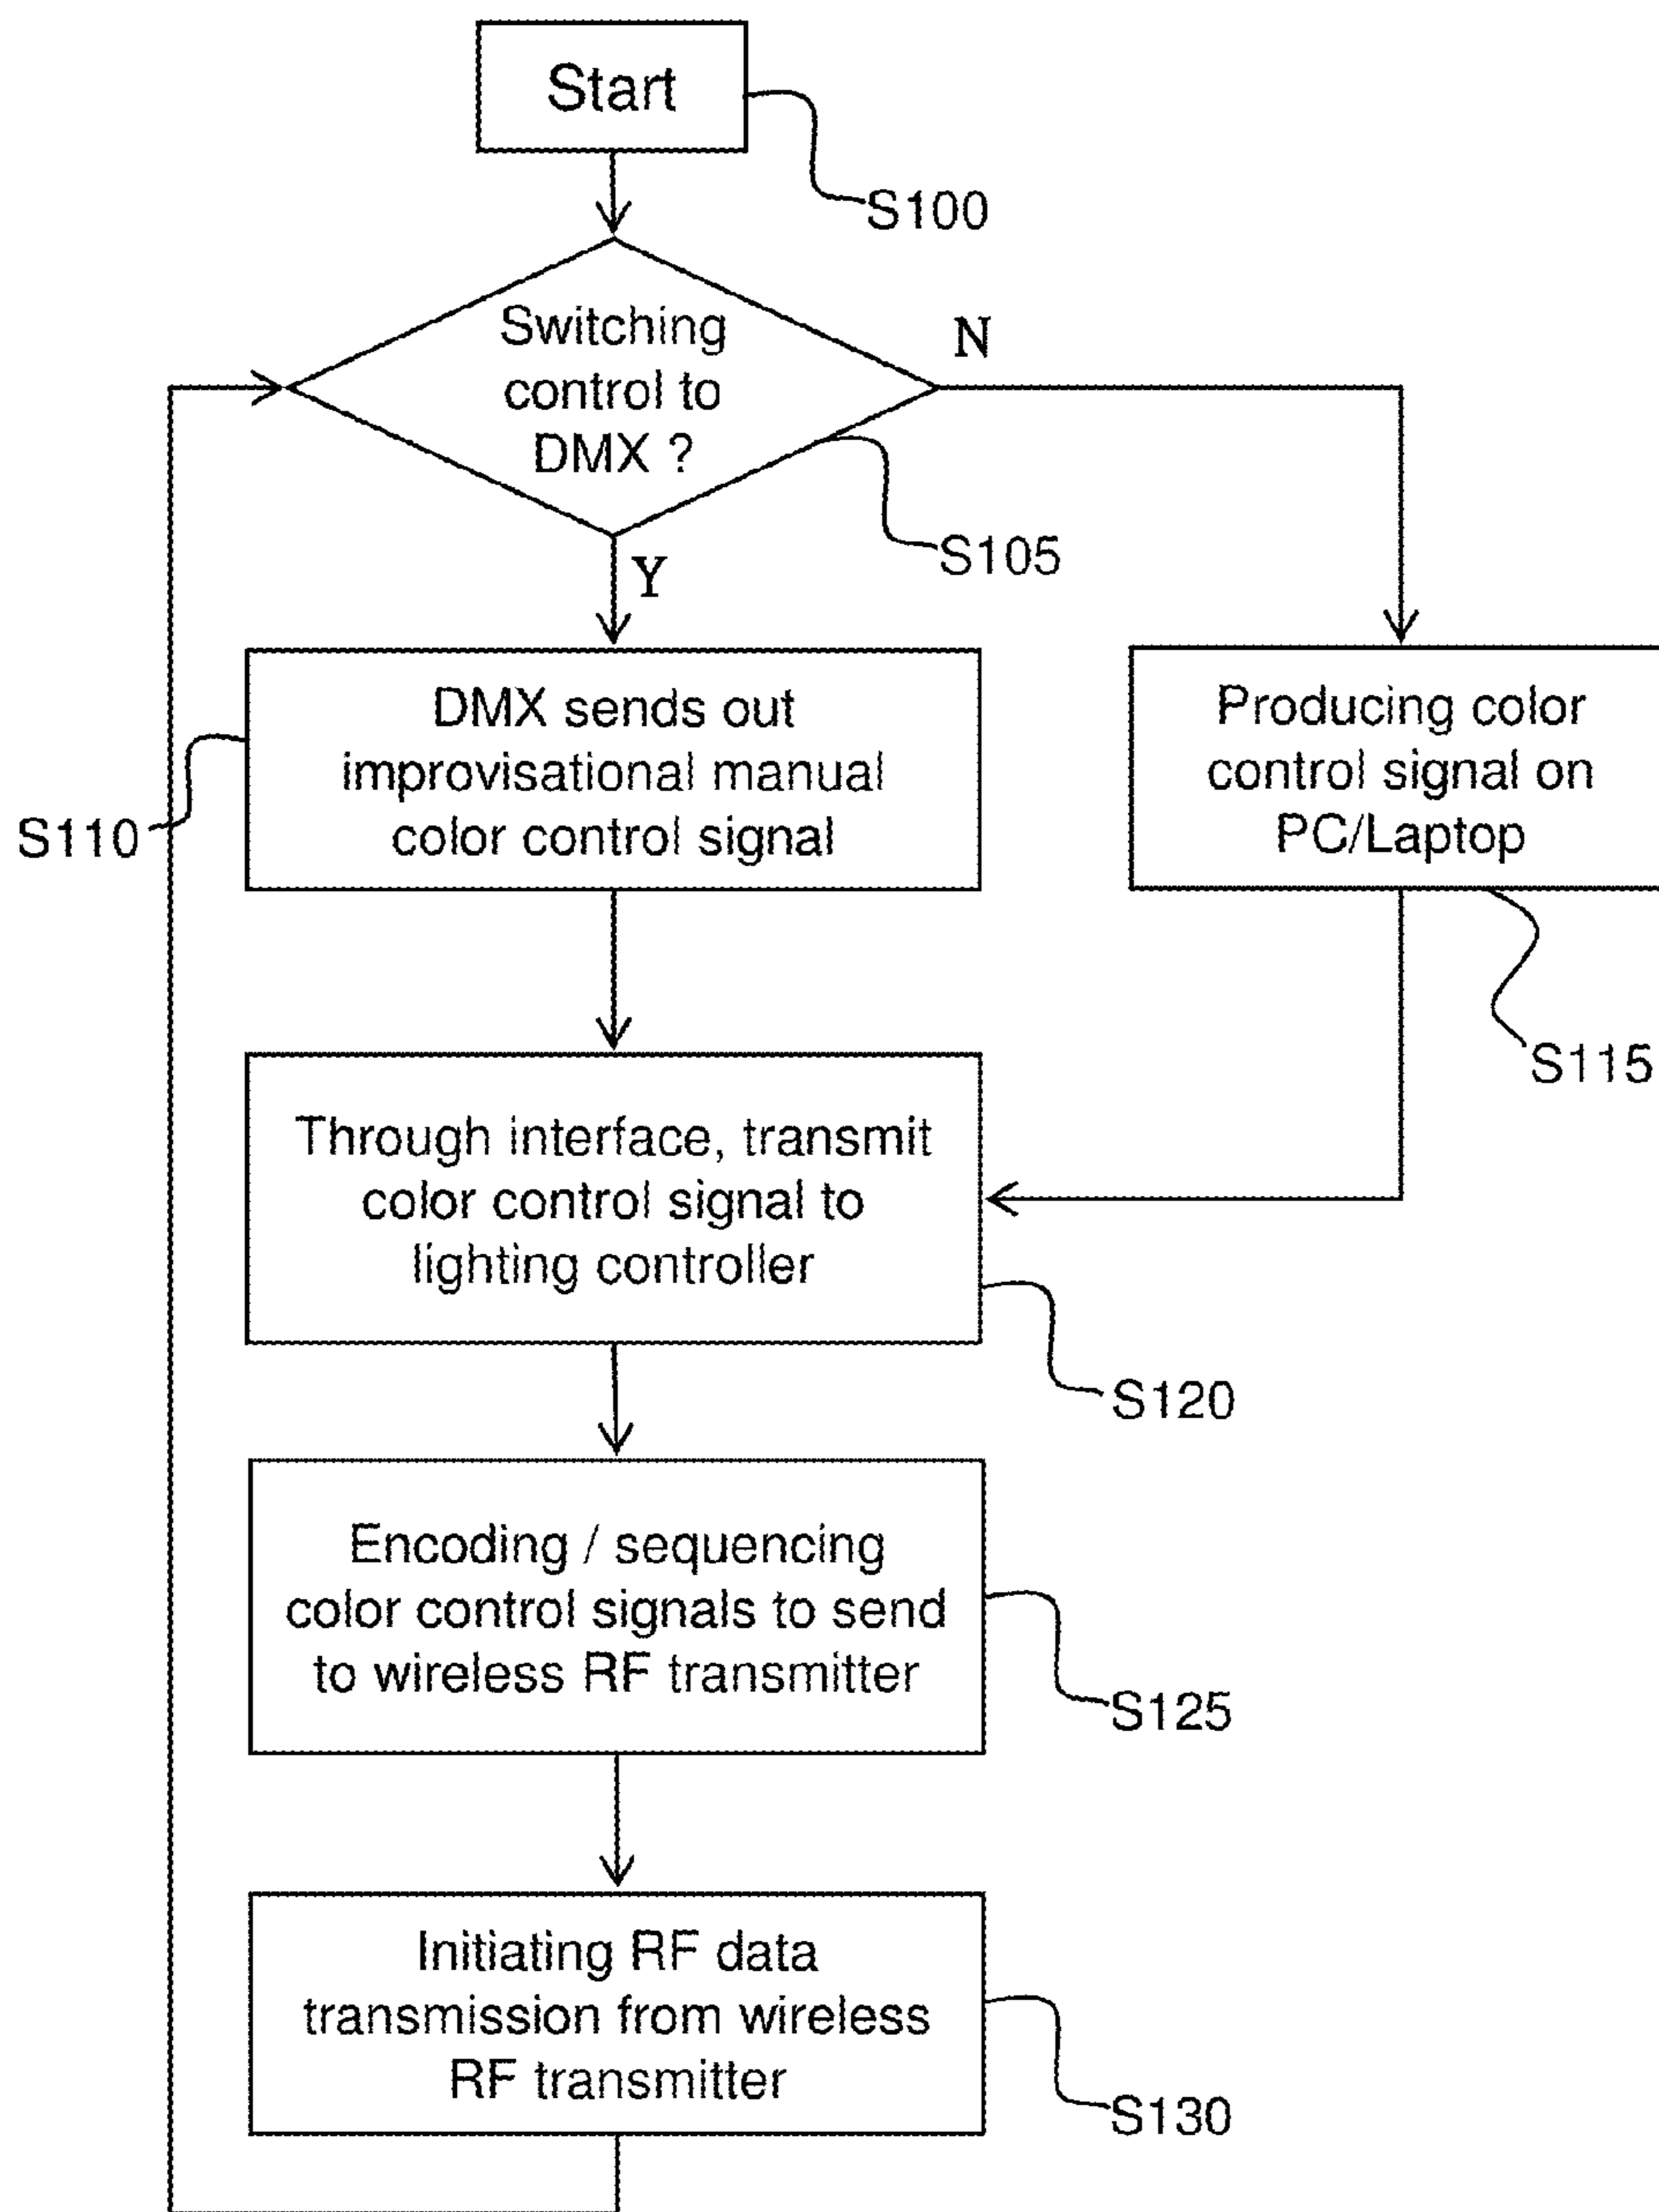 Start
S100
Switching
control to
DMX ?
N
S105
Y
DMX sends out
improvisational manual
color control signal
S110
Producing color
control signal on
PC/Laptop
S115
Through interface, transmit
color control signal to
lighting controller
S120
Encoding / sequencing
color control signals to send
to wireless RF transmitter
S125
Initiating RF data
transmission from wireless
RF transmitter
S130